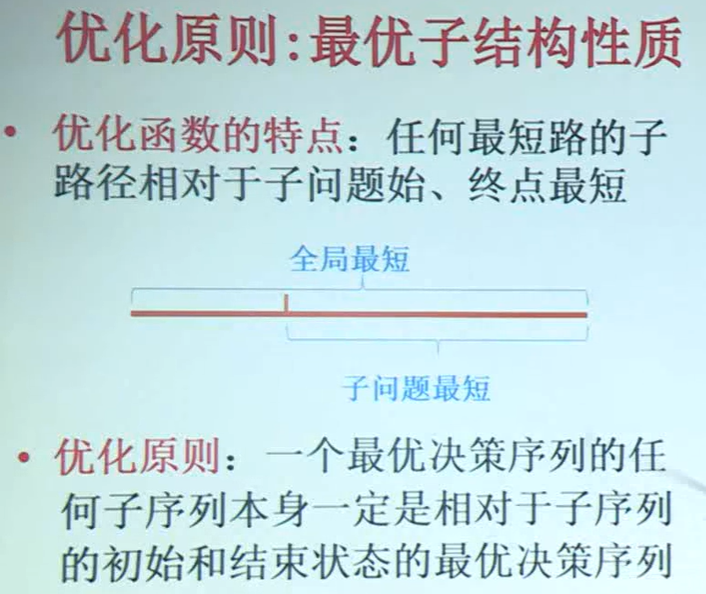 优化原则:最优子结构性质
• 优化函数的特点：任何最短路的子
路径相对于子问题始、终点最短
全局最短
子问题最短
• 优化原则：一个最优决策序列的任
何子序列本身一定是相对于子序列
的初始和结束状态的最优决策序列